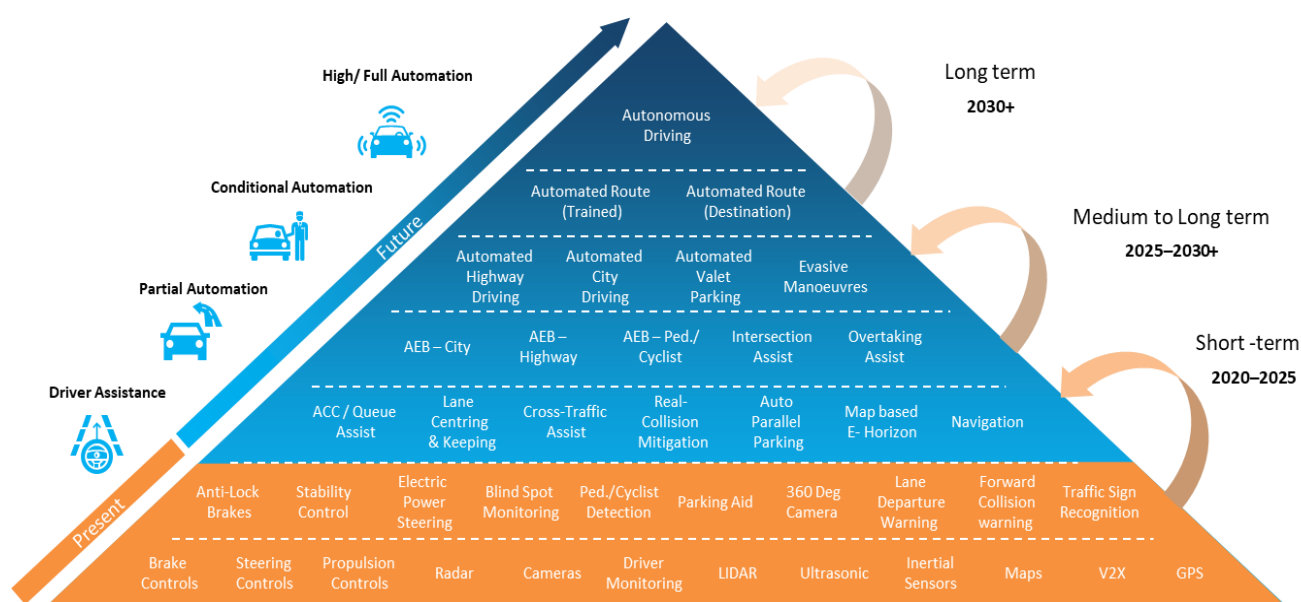 High/ Full Automation
Conditional Automation
Partial Automation
Driver Assistance
Future
Present
Autonomous
Driving
Automated Route
(Trained)
Automated Route
(Destination)
Automated
Highway
Driving
Automated
City
Driving
Automated
Valet
Parking
Evasive
Manoeuvres
AEB – City
AEB –
Highway
AEB – Ped./
Cyclist
Intersection
Assist
Overtaking
Assist
ACC / Queue
Assist
Lane
Centring
& Keeping
Cross-Traffic
Assist
Real-
Collision
Mitigation
Auto
Parallel
Parking
Map based
E- Horizon
Navigation
Anti-Lock
Brakes
Stability
Control
Electric
Power
Steering
Blind Spot
Monitoring
Ped./Cyclist
Detection
Parking Aid
360 Deg
Camera
Lane
Departure
Warning
Forward
Collision
warning
Traffic Sign
Recognition
Brake
Controls
Steering
Controls
Propulsion
Controls
Radar
Cameras
Driver
Monitoring
LIDAR
Ultrasonic
Inertial
Sensors
Maps
V2X
GPS
Long term
2030+
Medium to Long term
2025–2030+
Short -term
2020–2025